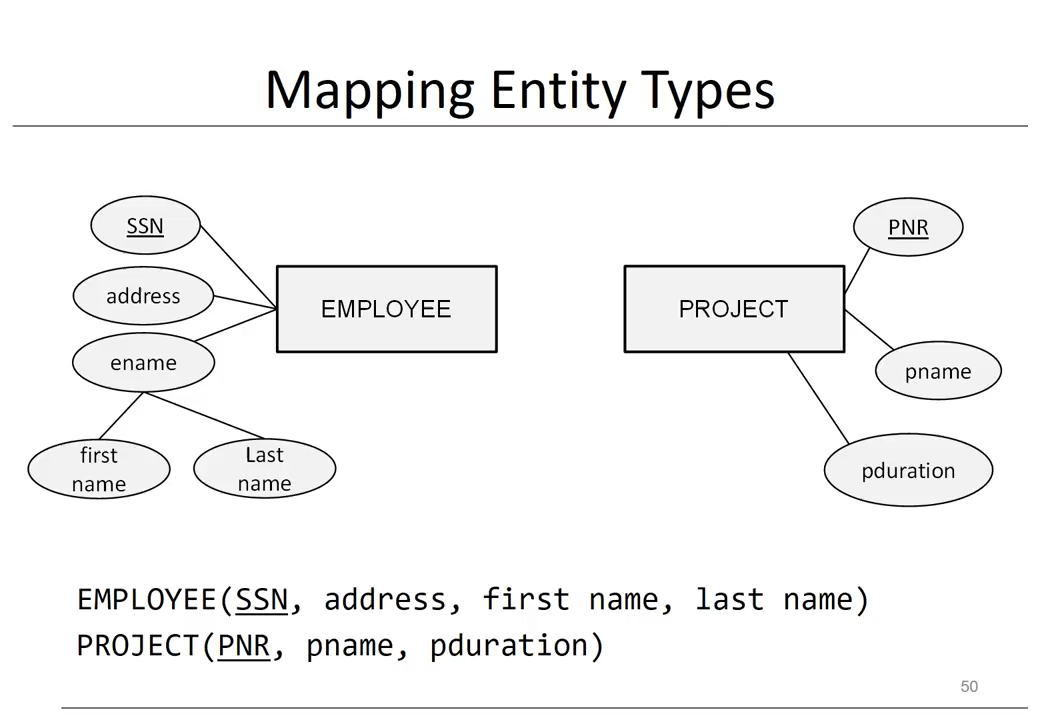 Mapping Entity Types
SSN
address
ename
first
name
Last
name
EMPLOYEE
PROJECT
PNR
pname
pduration
EMPLOYEE(SSN, address, first name, last name)
PROJECT(PNR, pname, pduration)
50